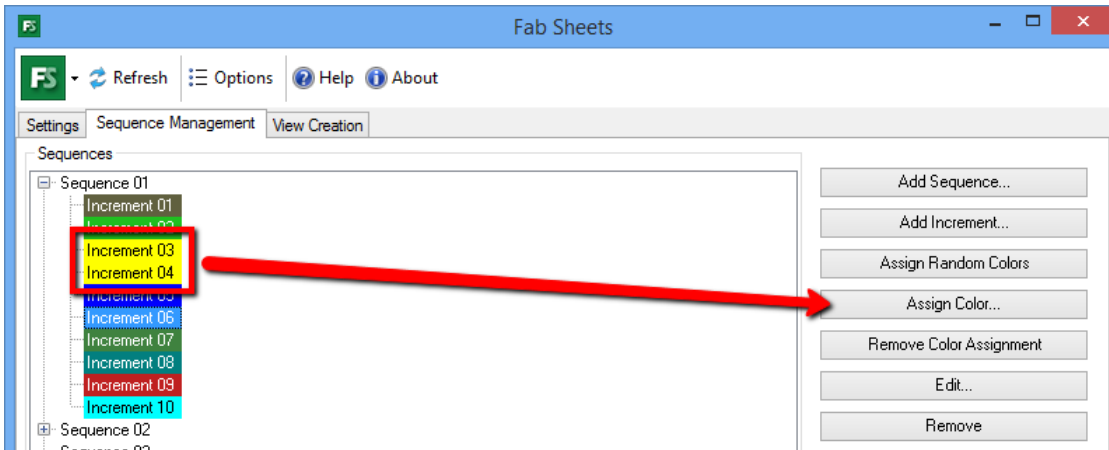 FS Fab Sheets
FS Refresh Options Help About
Settings Sequence Management View Creation
Sequences
Sequence 01
Increment 01
Increment 03
Increment 04
Increment 06
Increment 07
Increment 08
Increment 09
Increment 10
Sequence 02
Add Sequence...
Add Increment...
Assign Random Colors
Assign Color...
Remove Color Assignment
Edit...
Remove